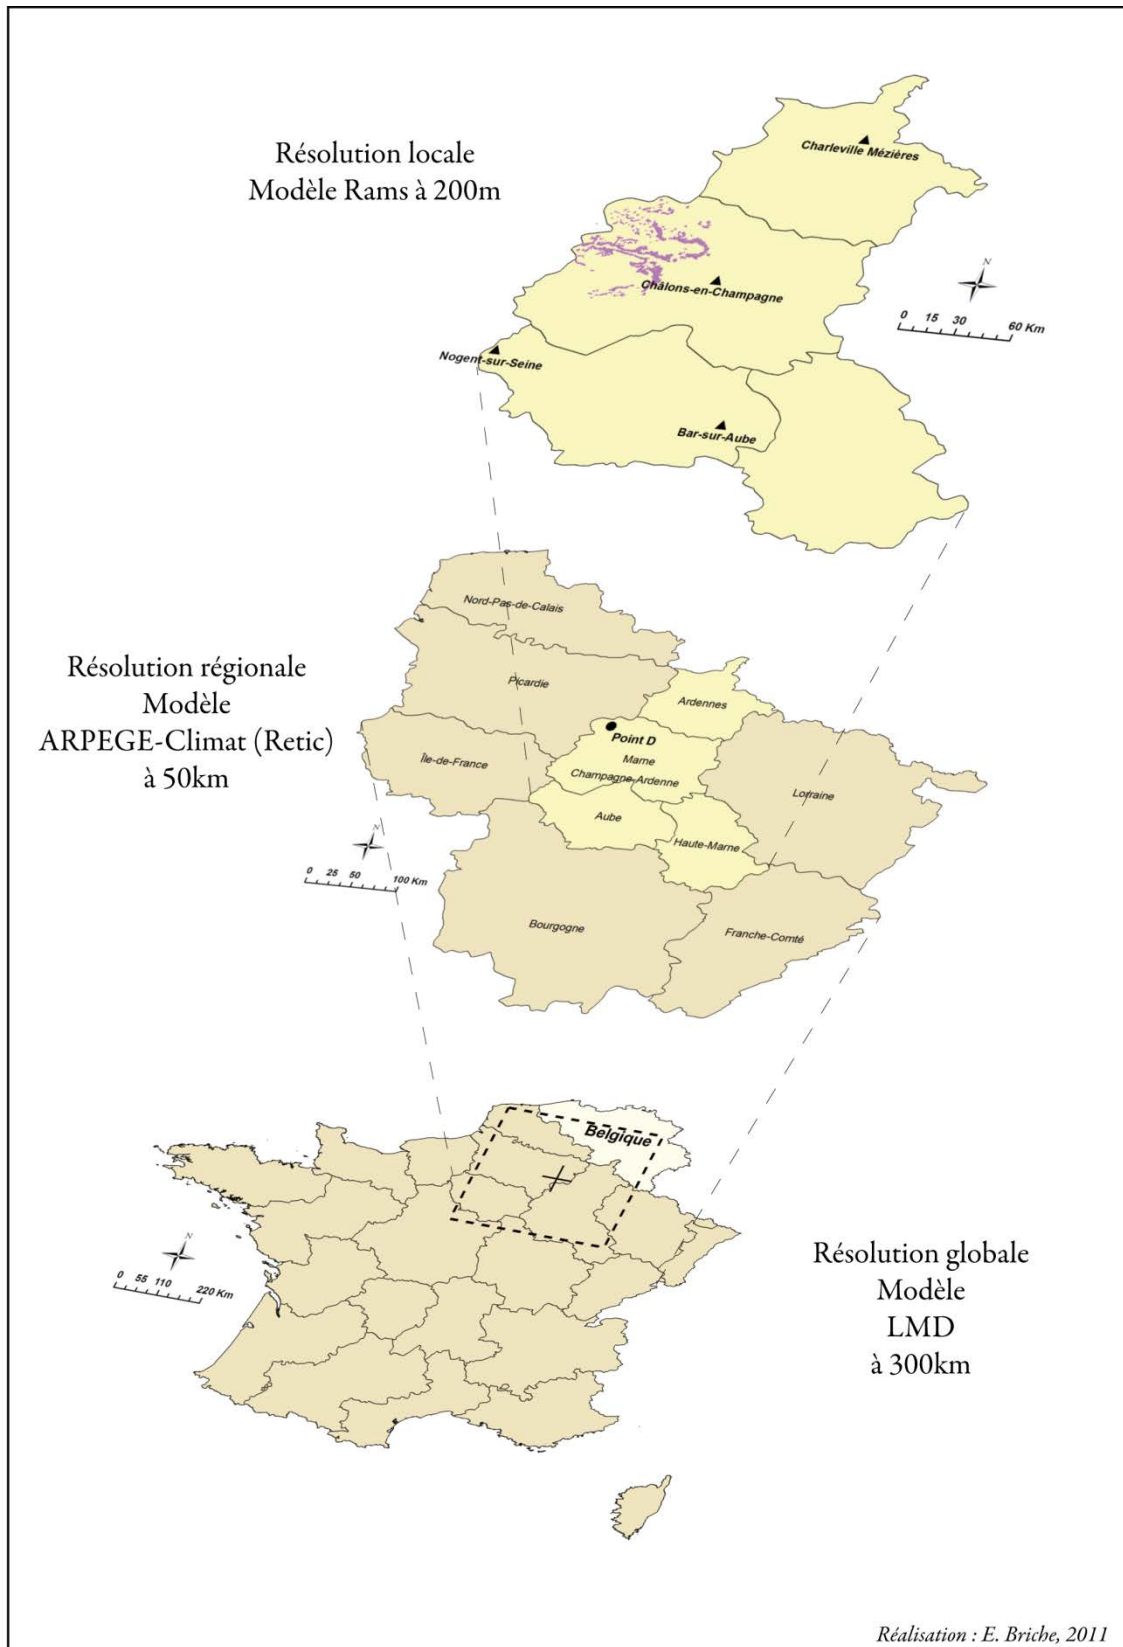 Résolution locale
Modèle Rams à 200m
Charleville Mézières
N
Châlons-en-Champagne
0 15 30 60 Km
Nogent-sur-Seine
Bar-sur-Aube
Nord-Pas-de-Calais
Résolution régionale
Modèle
ARPEGE-Climat (Retic)
à 50km
Picardie
Ardennes
Point D
Île-de-France
Marne
Champagne-Ardenne
Lorraine
Aube
N
Haute-Marne
0 25 50 100 Km
Bourgogne
Franche-Comté
Belgique
N
0 55 110 220 Km
Résolution globale
Modèle
LMD
à 300km
Réalisation : E. Briche, 2011